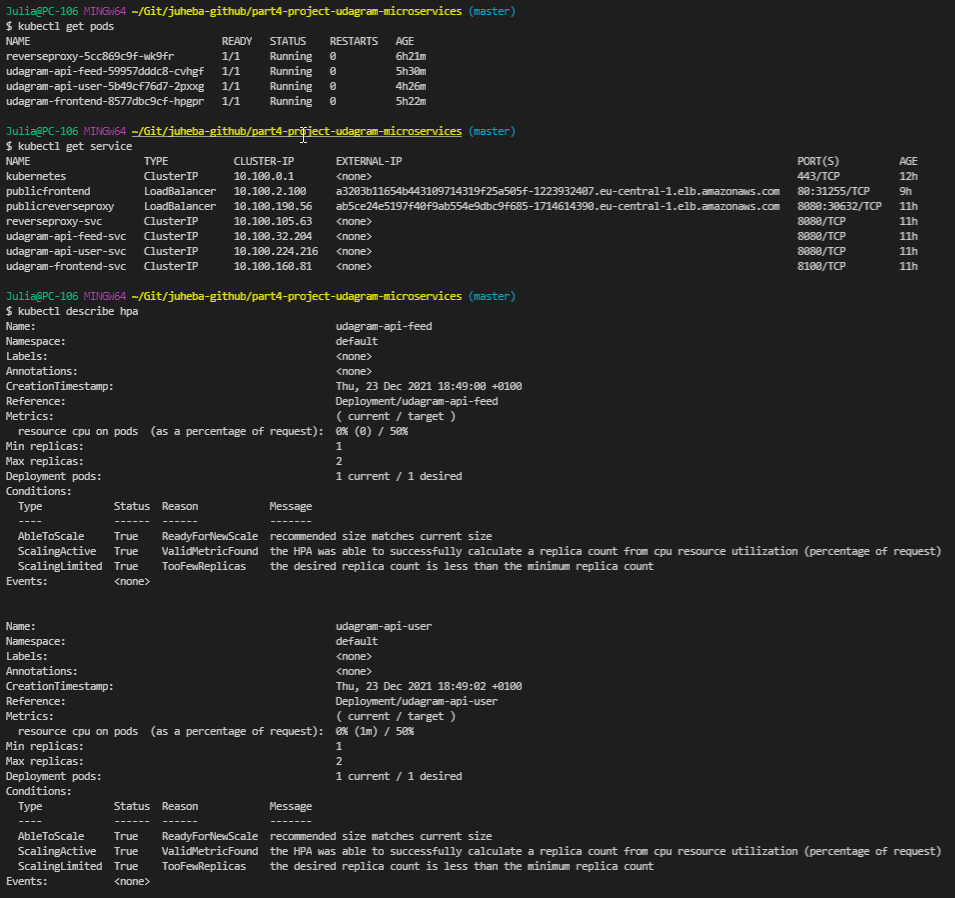 Julia@PC-106 MINGW64 ~/Git/juheba-github/part4-project-udagram-microservices (master)
$ kubectl get pods
NAME READY STATUS RESTARTS AGE
reverseproxy-5cc869c9f-wk9fr 1/1 Running 0 6h21m
udagram-api-feed-59957dddc8-cvhgf 1/1 Running 0 5h30m
udagram-api-user-5b49cf76d7-2pxxg 1/1 Running 0 4h26m
udagram-frontend-8577dbc9cf-hpgpr 1/1 Running 0 5h22m
Julia@PC-106 MINGW64 ~/Git/juheba-github/part4-project-udagram-microservices (master)
$ kubectl get service
NAME TYPE CLUSTER-IP EXTERNAL-IP PORT(S) AGE
kubernetes ClusterIP 10.100.0.1 <none> 443/TCP 12h
publicfrontend LoadBalancer 10.100.2.100 a3203b11654b443109714319f25a505f-1223932407.eu-central-1.elb.amazonaws.com 80:31255/TCP 9h
publicreverseproxy LoadBalancer 10.100.190.56 ab5ce24e5197f40f9ab554e9dbc9f685-1714614390.eu-central-1.elb.amazonaws.com 8080:30632/TCP 11h
reverseproxy-svc ClusterIP 10.100.105.63 <none> 8080/TCP 11h
udagram-api-feed-svc ClusterIP 10.100.32.204 <none> 8080/TCP 11h
udagram-api-user-svc ClusterIP 10.100.224.216 <none> 8080/TCP 11h
udagram-frontend-svc ClusterIP 10.100.160.81 <none> 8100/TCP 11h
Julia@PC-106 MINGW64 ~/Git/juheba-github/part4-project-udagram-microservices (master)
$ kubectl describe hpa
Name: udagram-api-feed
Namespace: default
Labels: <none>
Annotations: <none>
CreationTimestamp: Thu, 23 Dec 2021 18:49:00 +0100
Reference: Deployment/udagram-api-feed
Metrics: ( current / target )
resource cpu on pods (as a percentage of request): 0% (0) / 50%
Min replicas: 1
Max replicas: 2
Deployment pods: 1 current / 1 desired
Conditions:
Type Status Reason Message
---- ------ ------ -------
AbleToScale True ReadyForNewScale recommended size matches current size
ScalingActive True ValidMetricFound the HPA was able to successfully calculate a replica count from cpu resource utilization (percentage of request)
ScalingLimited True TooFewReplicas the desired replica count is less than the minimum replica count
Events: <none>
Name: udagram-api-user
Namespace: default
Labels: <none>
Annotations: <none>
CreationTimestamp: Thu, 23 Dec 2021 18:49:02 +0100
Reference: Deployment/udagram-api-user
Metrics: ( current / target )
resource cpu on pods (as a percentage of request): 0% (1m) / 50%
Min replicas: 1
Max replicas: 2
Deployment pods: 1 current / 1 desired
Conditions:
Type Status Reason Message
---- ------ ------ -------
AbleToScale True ReadyForNewScale recommended size matches current size
ScalingActive True ValidMetricFound the HPA was able to successfully calculate a replica count from cpu resource utilization (percentage of request)
ScalingLimited True TooFewReplicas the desired replica count is less than the minimum replica count
Events: <none>